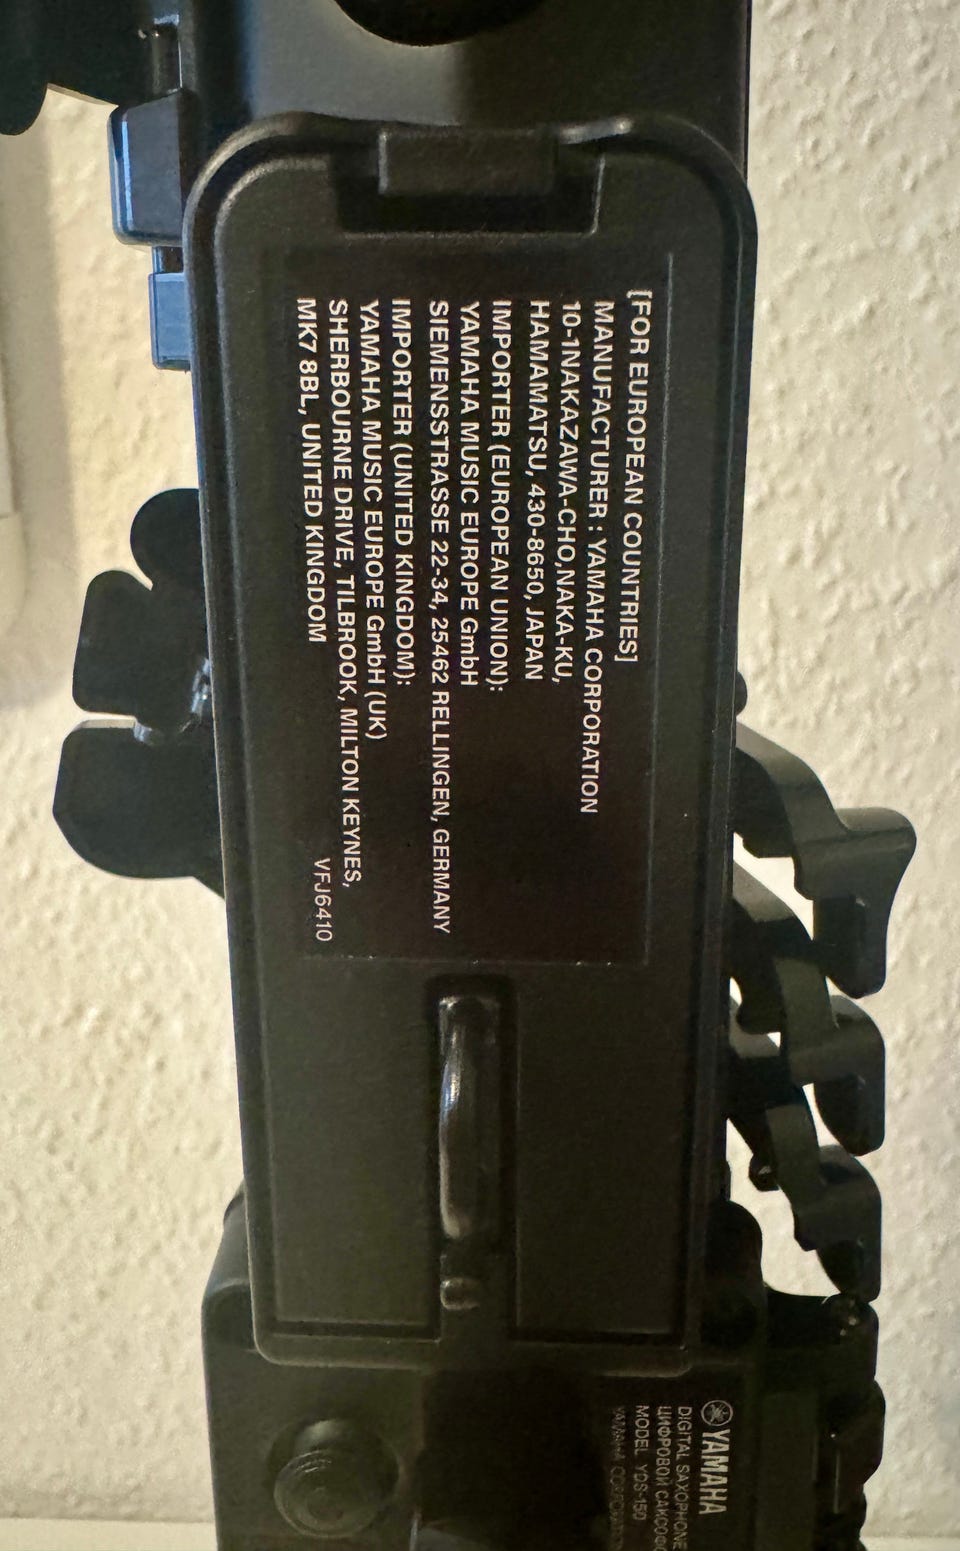 [FOR EUROPEAN COUNTRIES]
MANUFACTURER : YAMAHA CORPORATION
10-1NAKAZAWA-CHO,NAKA-KU,
HAMAMATSU, 430-8650, JAPAN
IMPORTER (EUROPEAN UNION):
YAMAHA MUSIC EUROPE GmbH
SIEMENSSTRASSE 22-34, 25462 RELLINGEN, GERMANY
IMPORTER (UNITED KINGDOM):
YAMAHA MUSIC EUROPE GmbH (UK)
SHERBOURNE DRIVE, TILBROOK, MILTON KEYNES,
MK7 8BL, UNITED KINGDOM
VFJ6410
YAMAHA
DIGITAL SAXOPHONE
ЦИФРОВОЙ
MODEL YDS-150
YAMAHA